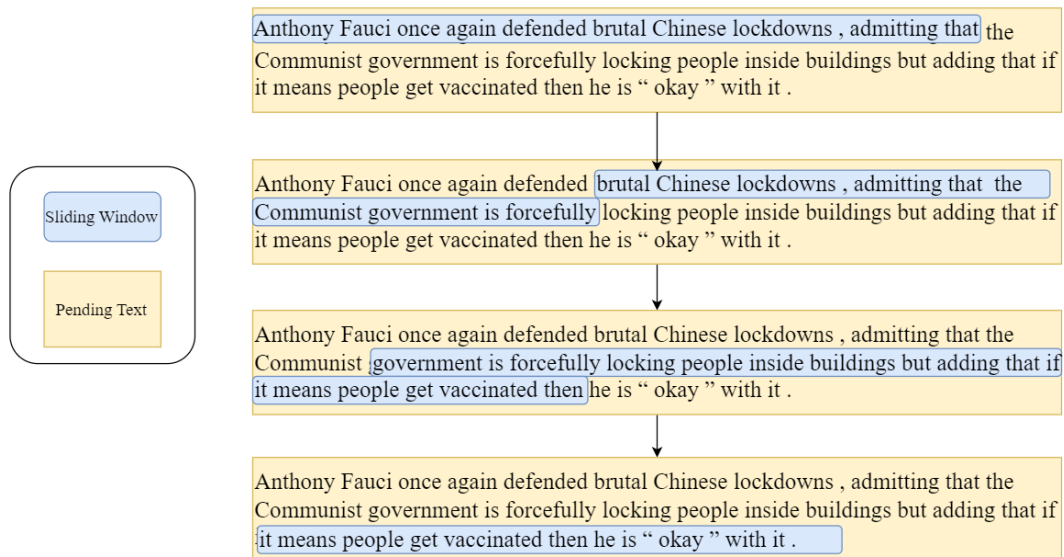 Anthony Fauci once again defended brutal Chinese lockdowns , admitting that the
Communist government is forcefully locking people inside buildings but adding that if
it means people get vaccinated then he is “ okay ” with it .
Sliding Window
Pending Text
Anthony Fauci once again defended brutal Chinese lockdowns , admitting that the
Communist government is forcefully locking people inside buildings but adding that if
it means people get vaccinated then he is “ okay ” with it .
Anthony Fauci once again defended brutal Chinese lockdowns , admitting that the
Communist government is forcefully locking people inside buildings but adding that if
it means people get vaccinated then he is “ okay ” with it .
Anthony Fauci once again defended brutal Chinese lockdowns , admitting that the
Communist government is forcefully locking people inside buildings but adding that if
it means people get vaccinated then he is “ okay ” with it .